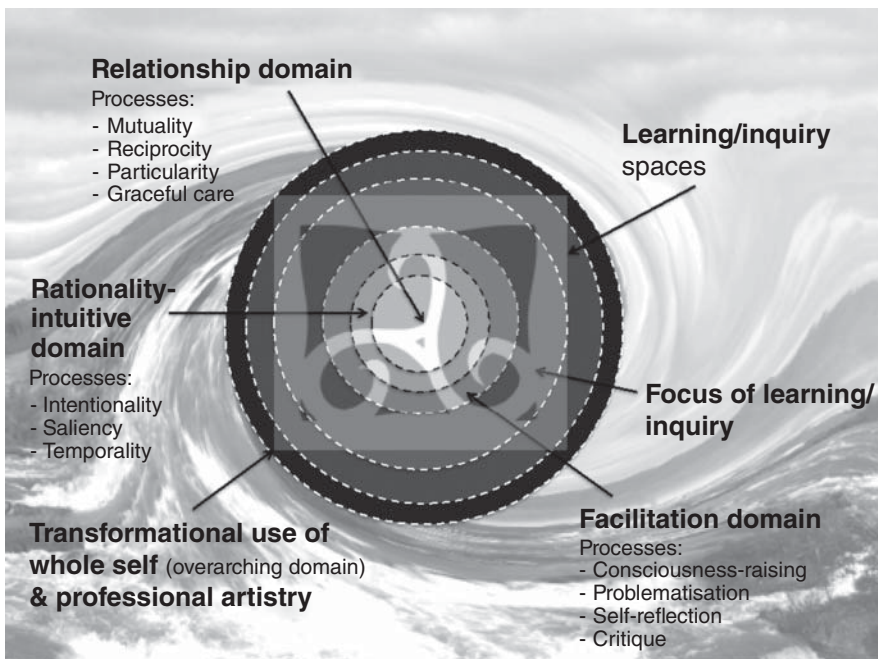 Relationship domain
Processes:
- Mutuality
- Reciprocity
- Particularity
- Graceful care
Learning/inquiry
spaces
Rationality-
intuitive
domain
Processes:
- Intentionality
- Saliency
- Temporality
Focus of learning/
inquiry
Transformational use of
whole self (overarching domain)
& professional artistry
Facilitation domain
Processes:
- Consciousness-raising
- Problematisation
- Self-reflection
- Critique